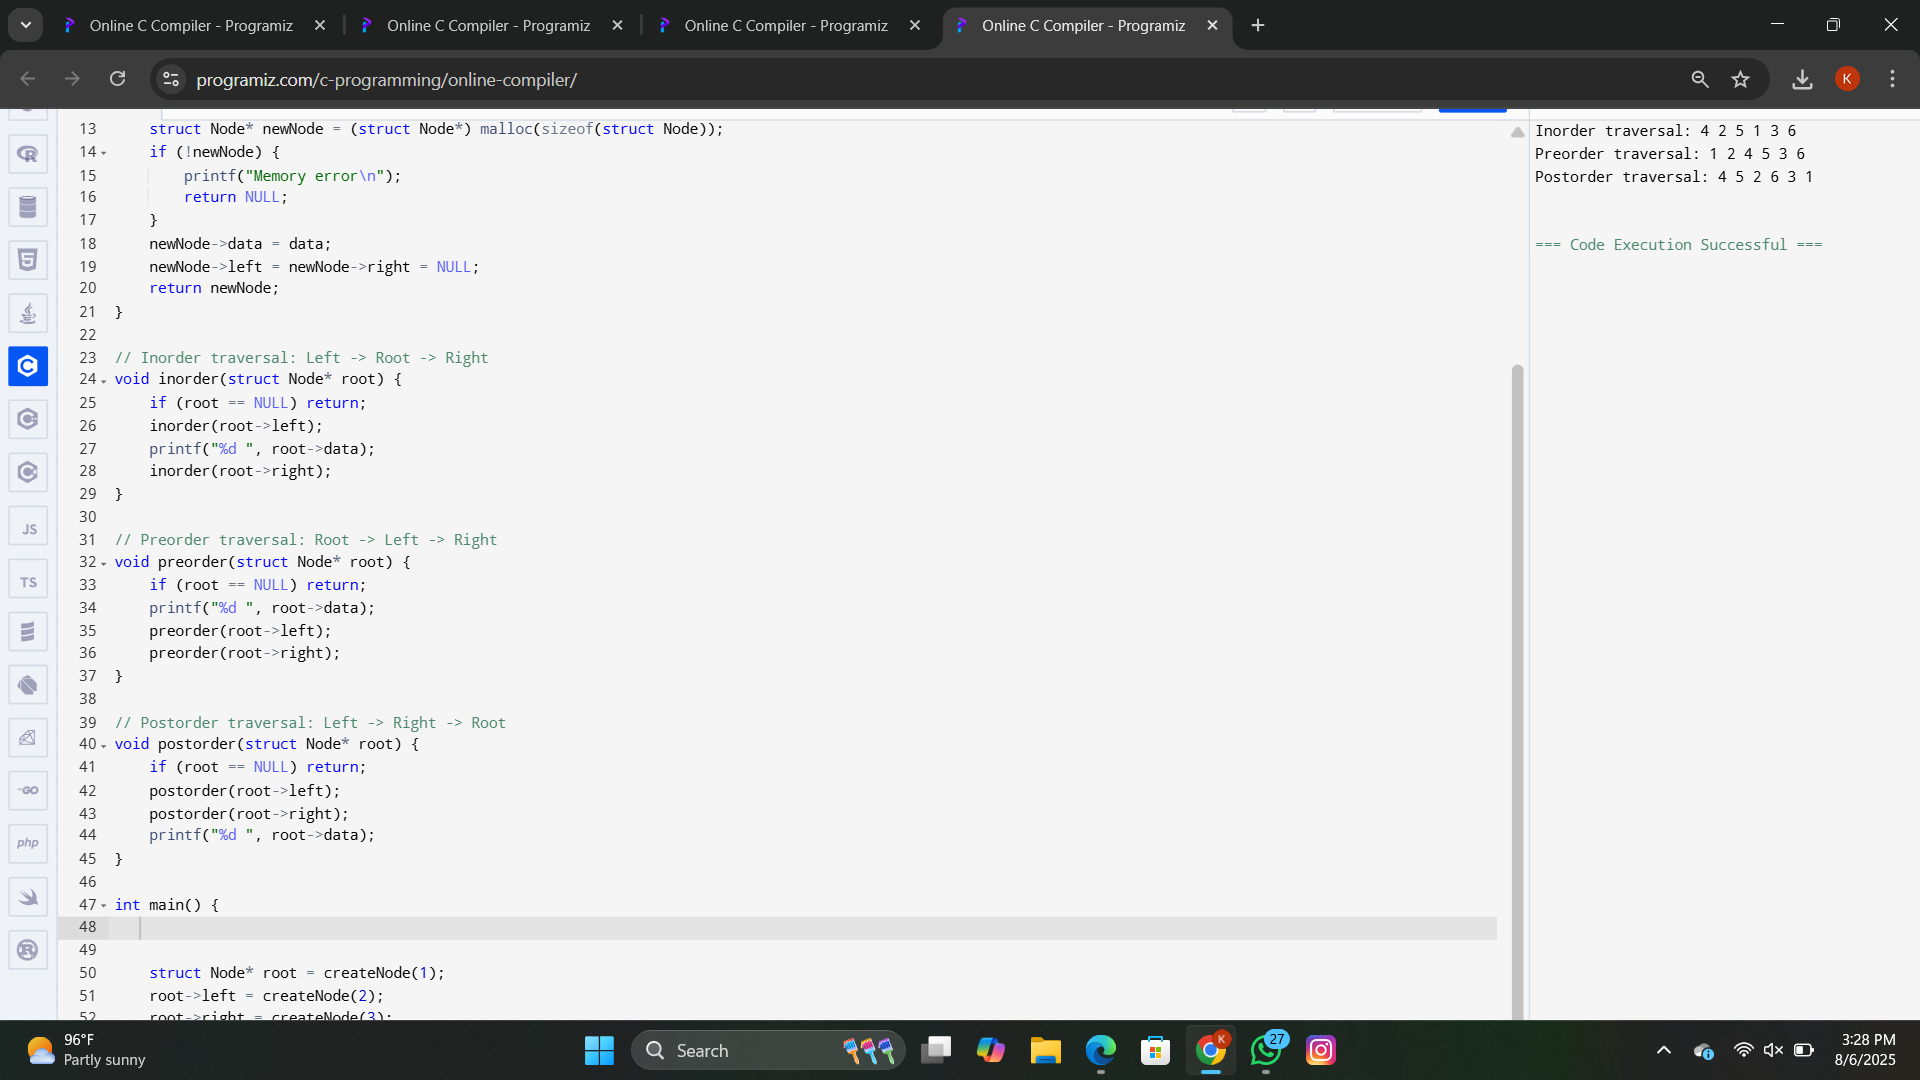 Online C Compiler - Programiz
Online C Compiler - Programiz
Online C Compiler - Programiz
Online C Compiler - Programiz
programiz.com/c-programming/online-compiler/
K
13 struct Node* newNode = (struct Node*) malloc(sizeof(struct Node));
14 if (!newNode) {
15 printf("Memory error\n");
16 return NULL;
17 }
18 newNode->data = data;
19 newNode->left = newNode->right = NULL;
20 return newNode;
21 }
22
23 // Inorder traversal: Left -> Root -> Right
24 void inorder(struct Node* root) {
25 if (root == NULL) return;
26 inorder(root->left);
27 printf("%d ", root->data);
28 inorder(root->right);
29 }
30
31 // Preorder traversal: Root -> Left -> Right
32 void preorder(struct Node* root) {
33 if (root == NULL) return;
34 printf("%d ", root->data);
35 preorder(root->left);
36 preorder(root->right);
37 }
38
39 // Postorder traversal: Left -> Right -> Root
40 void postorder(struct Node* root) {
41 if (root == NULL) return;
42 postorder(root->left);
43 postorder(root->right);
44 printf("%d ", root->data);
45 }
46
47 int main() {
48
49
50 struct Node* root = createNode(1);
51 root->left = createNode(2);
52 root->right = createNode(3);
Inorder traversal: 4 2 5 1 3 6
Preorder traversal: 1 2 4 5 3 6
Postorder traversal: 4 5 2 6 3 1
=== Code Execution Successful ===
R
JS
TS
GO
php
96°F
Partly sunny
Search
K
27
3:28 PM
8/6/2025